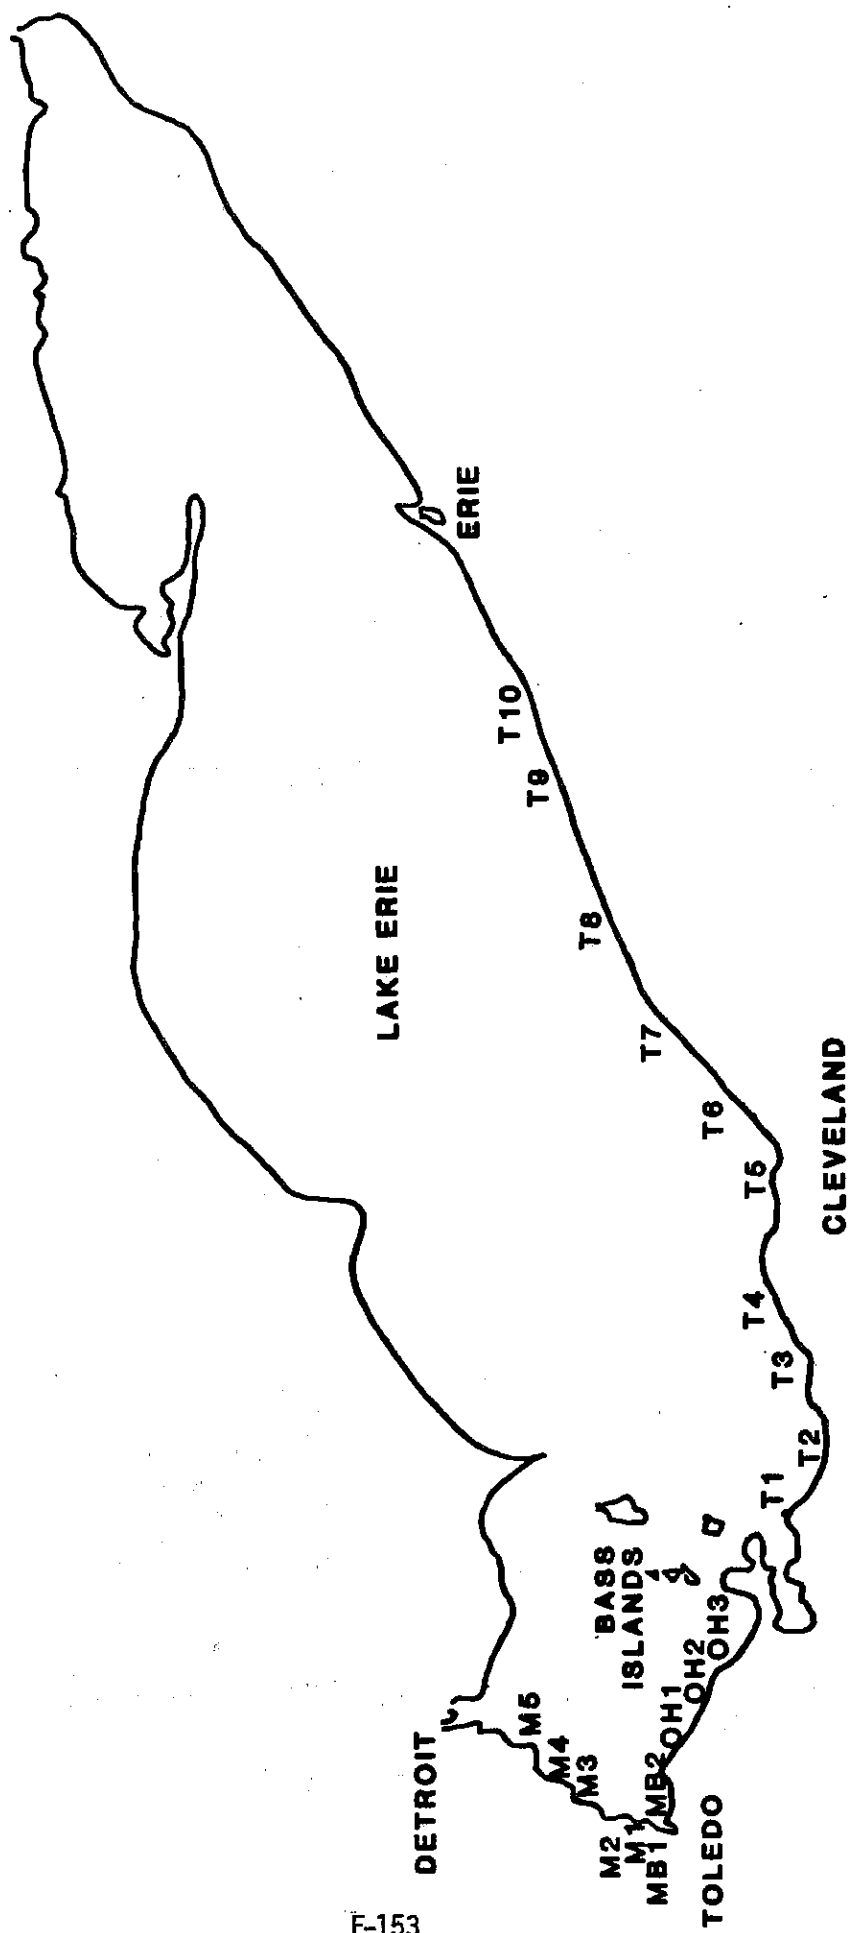 DETROIT
LAKE ERIE
ERIE
BASS
ISLANDS
CLEVELAND
TOLEDO
M5
M4
M3
M2
M1
MB1
MB2
OH1
OH2
OH3
T1
T2
T3
T4
T5
T6
T7
T8
T9
T10
F-153